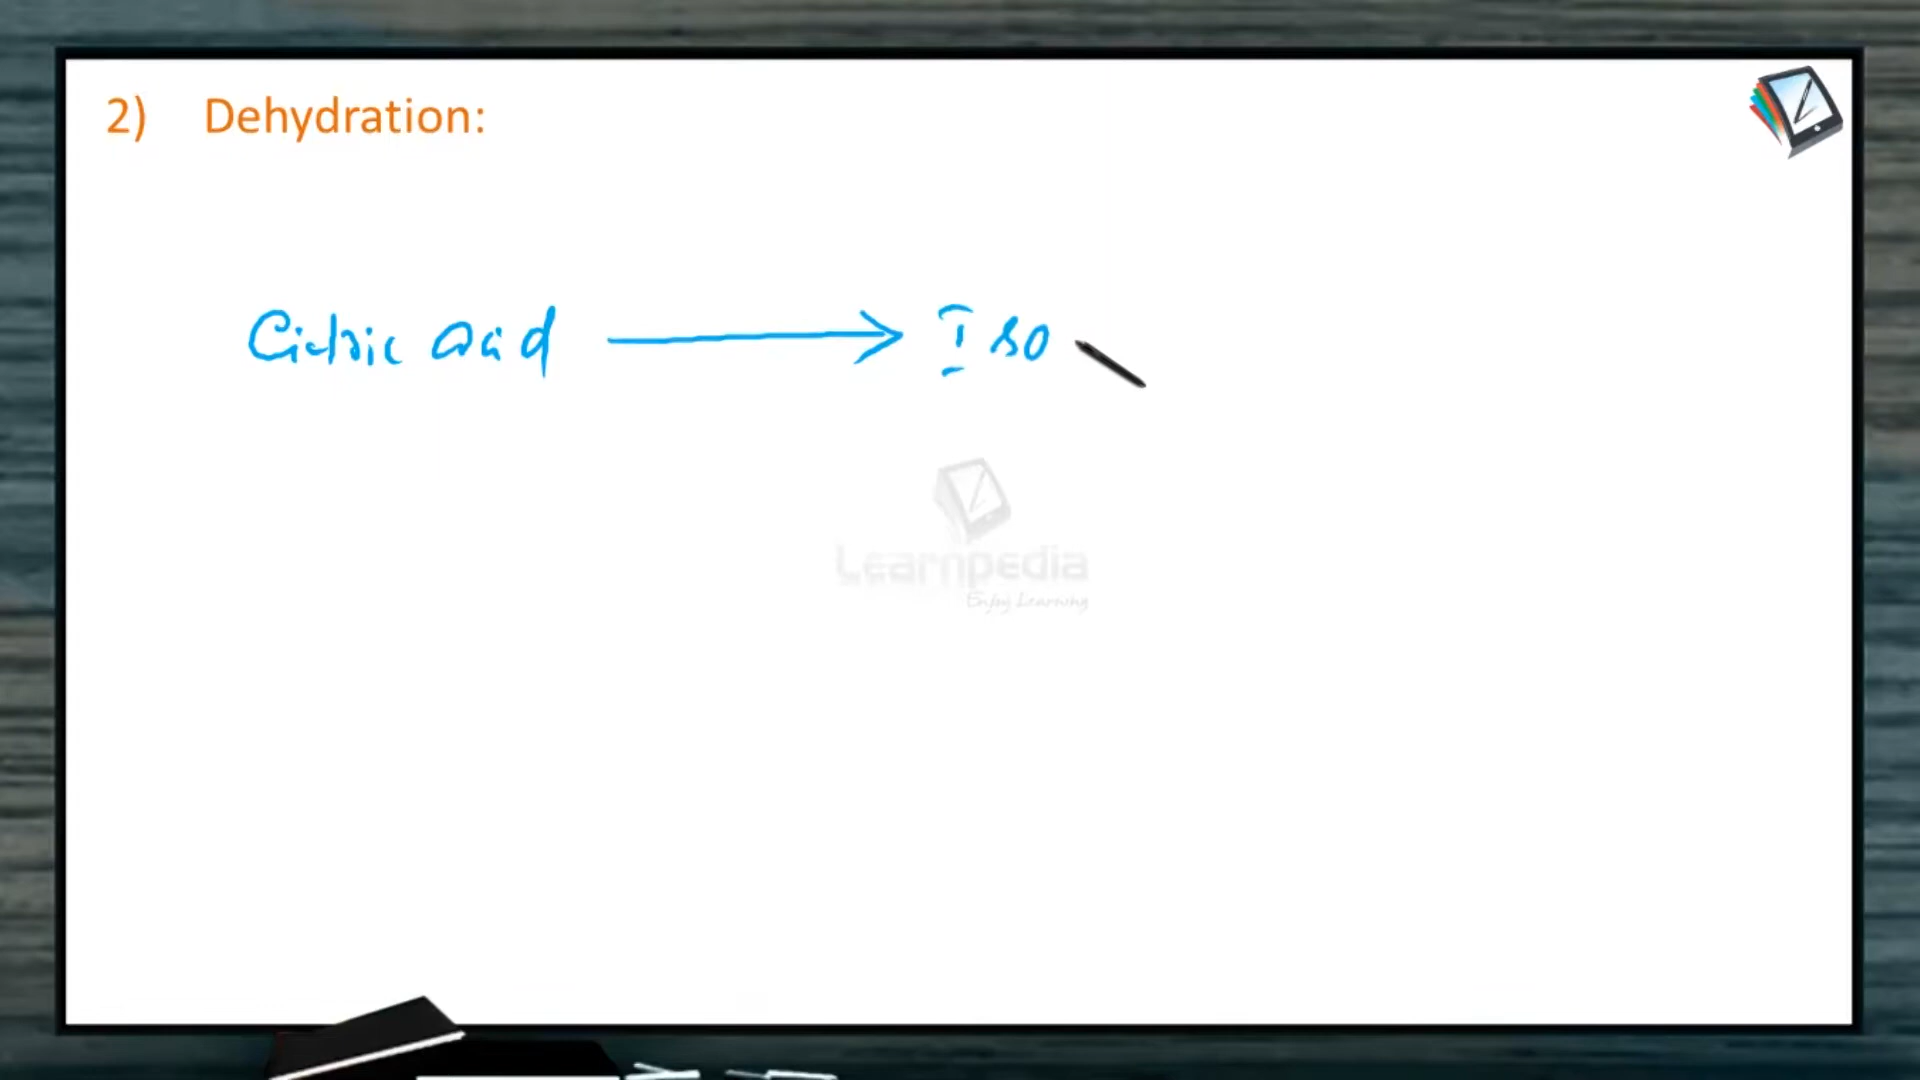 2) Dehydration:
Citric acid → Iso
Learnpedia
Enjoy Learning